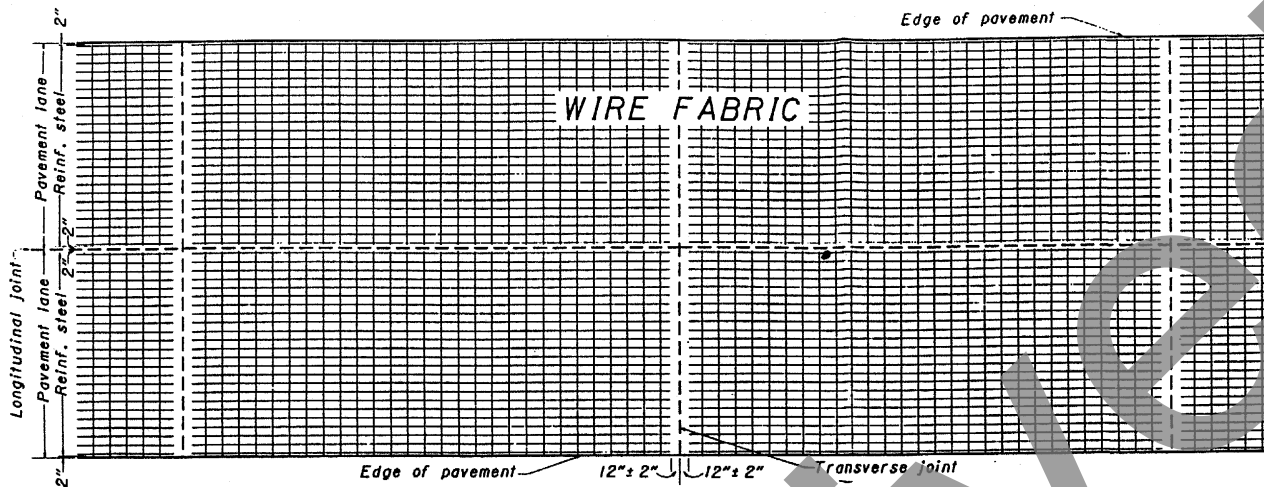 2"
Edge of pavement
Pavement lane
Reinf. steel
WIRE FABRIC
2"
2"
Longitudinal joint
Pavement lane
Reinf. steel
2"
Edge of pavement
12"± 2"
12"± 2"
Transverse joint